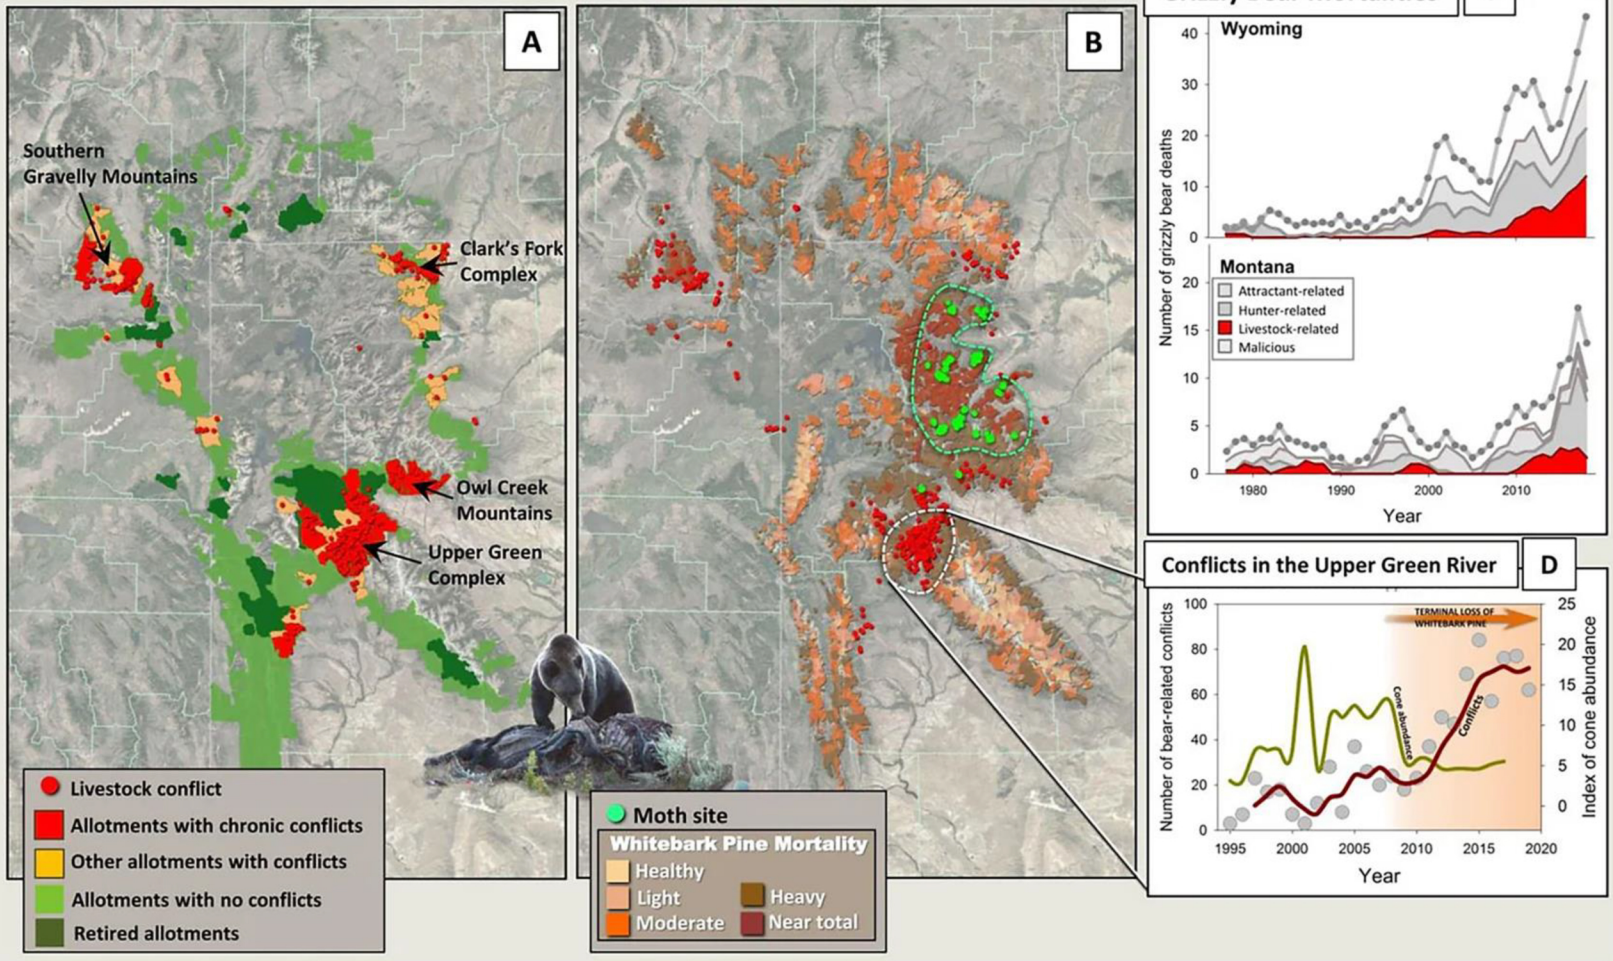 A
Southern
Gravelly Mountains
Clark's Fork
Complex
Owl Creek
Mountains
Upper Green
Complex
Livestock conflict
Allotments with chronic conflicts
Other allotments with conflicts
Allotments with no conflicts
Retired allotments
B
Moth site
Whitebark Pine Mortality
Healthy
Light
Moderate
Heavy
Near total
Number of grizzly bear deaths
Wyoming
40
30
20
10
0
Montana
Attractant-related
Hunter-related
Livestock-related
Malicious
20
15
10
5
0
1980
1990
2000
2010
Year
Conflicts in the Upper Green River
D
Number of bear-related conflicts
100
80
60
40
20
0
TERMINAL LOSS OF
WHITEBARK PINE
Cone abundance
Conflicts
25
20
15
10
5
0
Index of cone abundance
1995
2000
2005
2010
2015
2020
Year